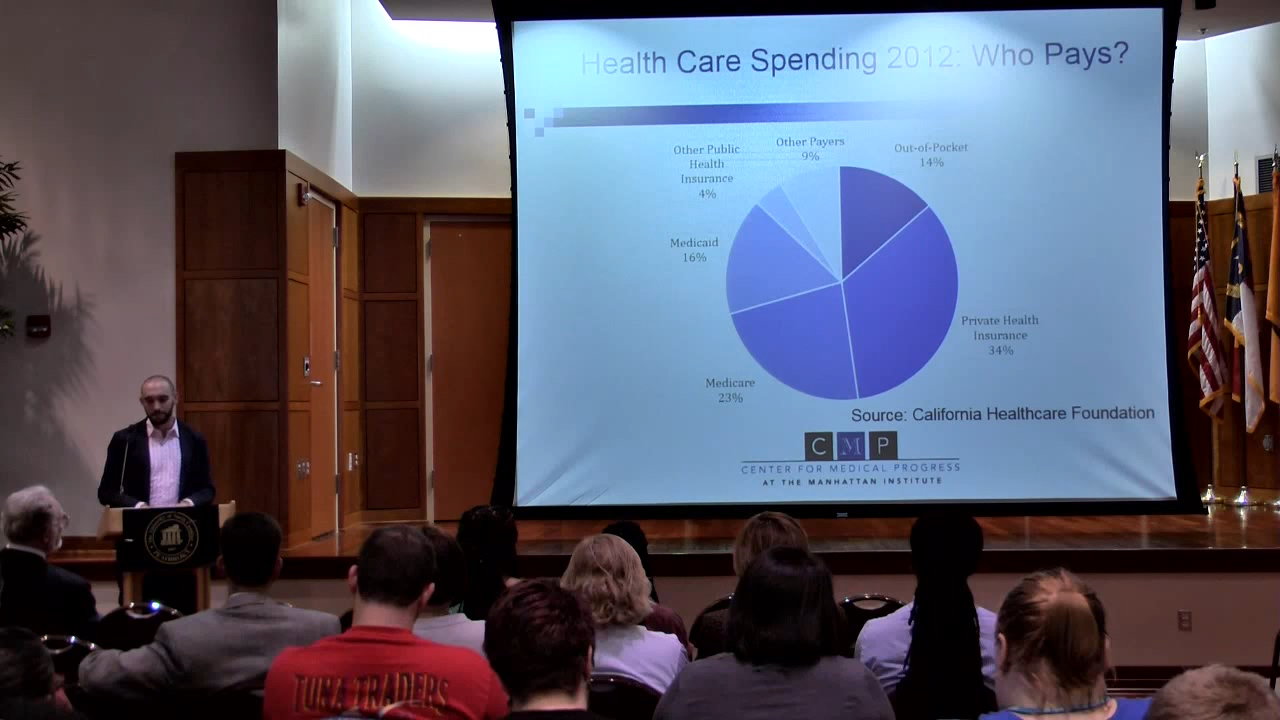 Health Care Spending 2012: Who Pays?
Other Payers
9%
Out-of-Pocket
14%
Other Public
Health
Insurance
4%
Medicaid
16%
Private Health
Insurance
34%
Medicare
23%
Source: California Healthcare Foundation
C M P
CENTER FOR MEDICAL PROGRESS
AT THE MANHATTAN INSTITUTE
TUNA TRADERS